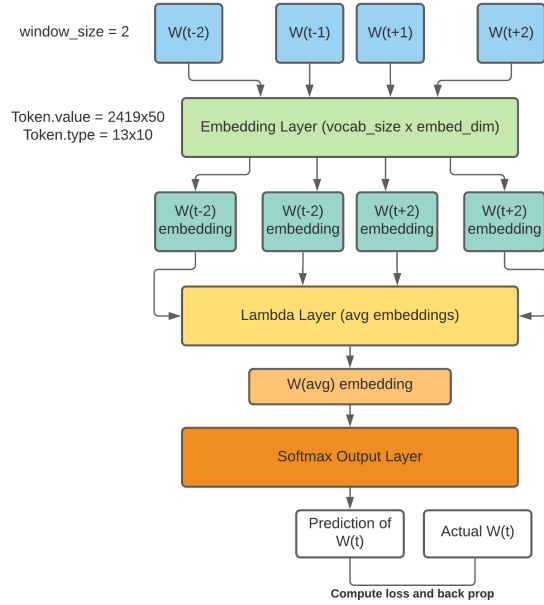 window_size = 2
W(t-2)
W(t-1)
W(t+1)
W(t+2)
Token.value = 2419x50
Token.type = 13x10
Embedding Layer (vocab_size x embed_dim)
W(t-2)
embedding
W(t-2)
embedding
W(t+2)
embedding
W(t+2)
embedding
Lambda Layer (avg embeddings)
W(avg) embedding
Softmax Output Layer
Prediction of
W(t)
Actual W(t)
Compute loss and back prop